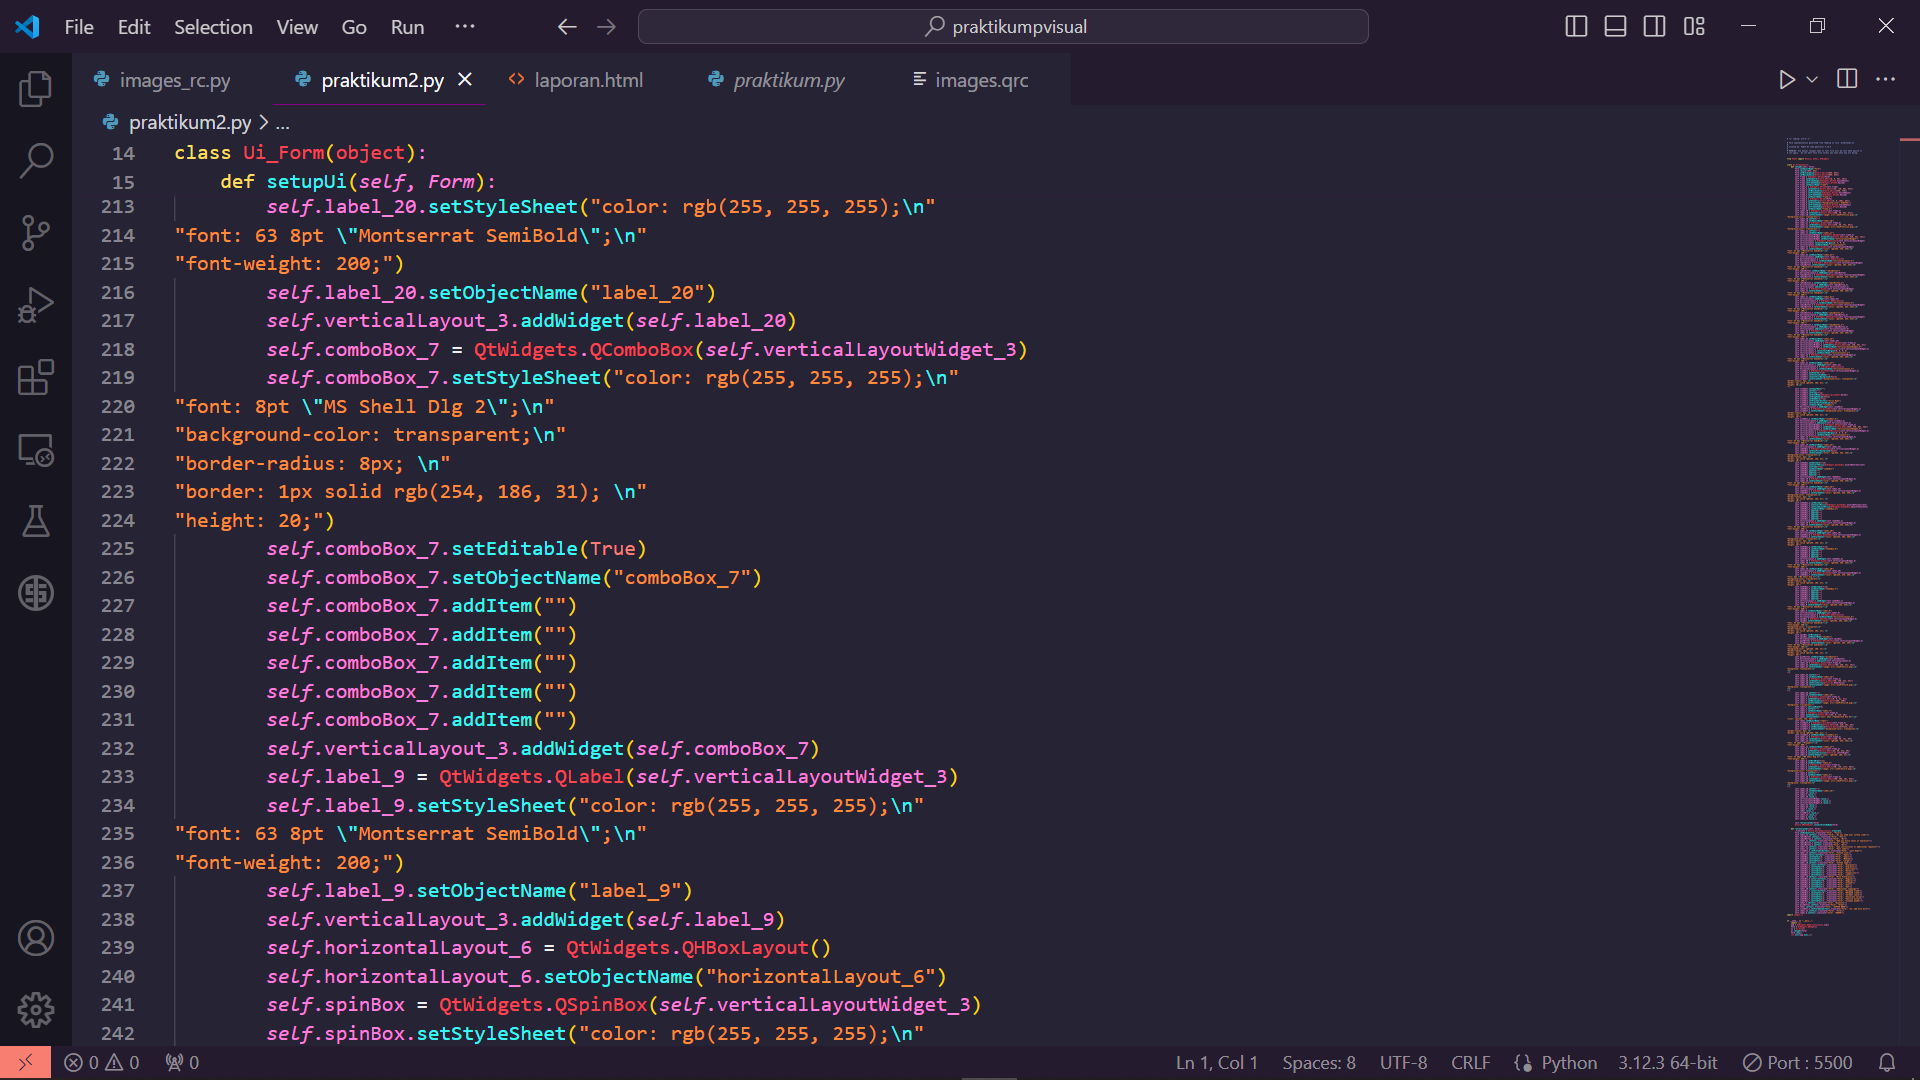 File Edit Selection View Go Run ··· praktikumpvisual
images_rc.py praktikum2.py laporan.html praktikum.py images.qrc
praktikum2.py > ...
14 class Ui_Form(object):
15 def setupUi(self, Form):
213 self.label_20.setStyleSheet("color: rgb(255, 255, 255);\n"
214 "font: 63 8pt \"Montserrat SemiBold\";\n"
215 "font-weight: 200;")
216 self.label_20.setObjectName("label_20")
217 self.verticalLayout_3.addWidget(self.label_20)
218 self.comboBox_7 = QtWidgets.QComboBox(self.verticalLayoutWidget_3)
219 self.comboBox_7.setStyleSheet("color: rgb(255, 255, 255);\n"
220 "font: 8pt \"MS Shell Dlg 2\";\n"
221 "background-color: transparent;\n"
222 "border-radius: 8px; \n"
223 "border: 1px solid rgb(254, 186, 31); \n"
224 "height: 20;")
225 self.comboBox_7.setEditable(True)
226 self.comboBox_7.setObjectName("comboBox_7")
227 self.comboBox_7.addItem("")
228 self.comboBox_7.addItem("")
229 self.comboBox_7.addItem("")
230 self.comboBox_7.addItem("")
231 self.comboBox_7.addItem("")
232 self.verticalLayout_3.addWidget(self.comboBox_7)
233 self.label_9 = QtWidgets.QLabel(self.verticalLayoutWidget_3)
234 self.label_9.setStyleSheet("color: rgb(255, 255, 255);\n"
235 "font: 63 8pt \"Montserrat SemiBold\";\n"
236 "font-weight: 200;")
237 self.label_9.setObjectName("label_9")
238 self.verticalLayout_3.addWidget(self.label_9)
239 self.horizontalLayout_6 = QtWidgets.QHBoxLayout()
240 self.horizontalLayout_6.setObjectName("horizontalLayout_6")
241 self.spinBox = QtWidgets.QSpinBox(self.verticalLayoutWidget_3)
242 self.spinBox.setStyleSheet("color: rgb(255, 255, 255);\n"
0 0 0 Ln 1, Col 1 Spaces: 8 UTF-8 CRLF Python 3.12.3 64-bit Port : 5500